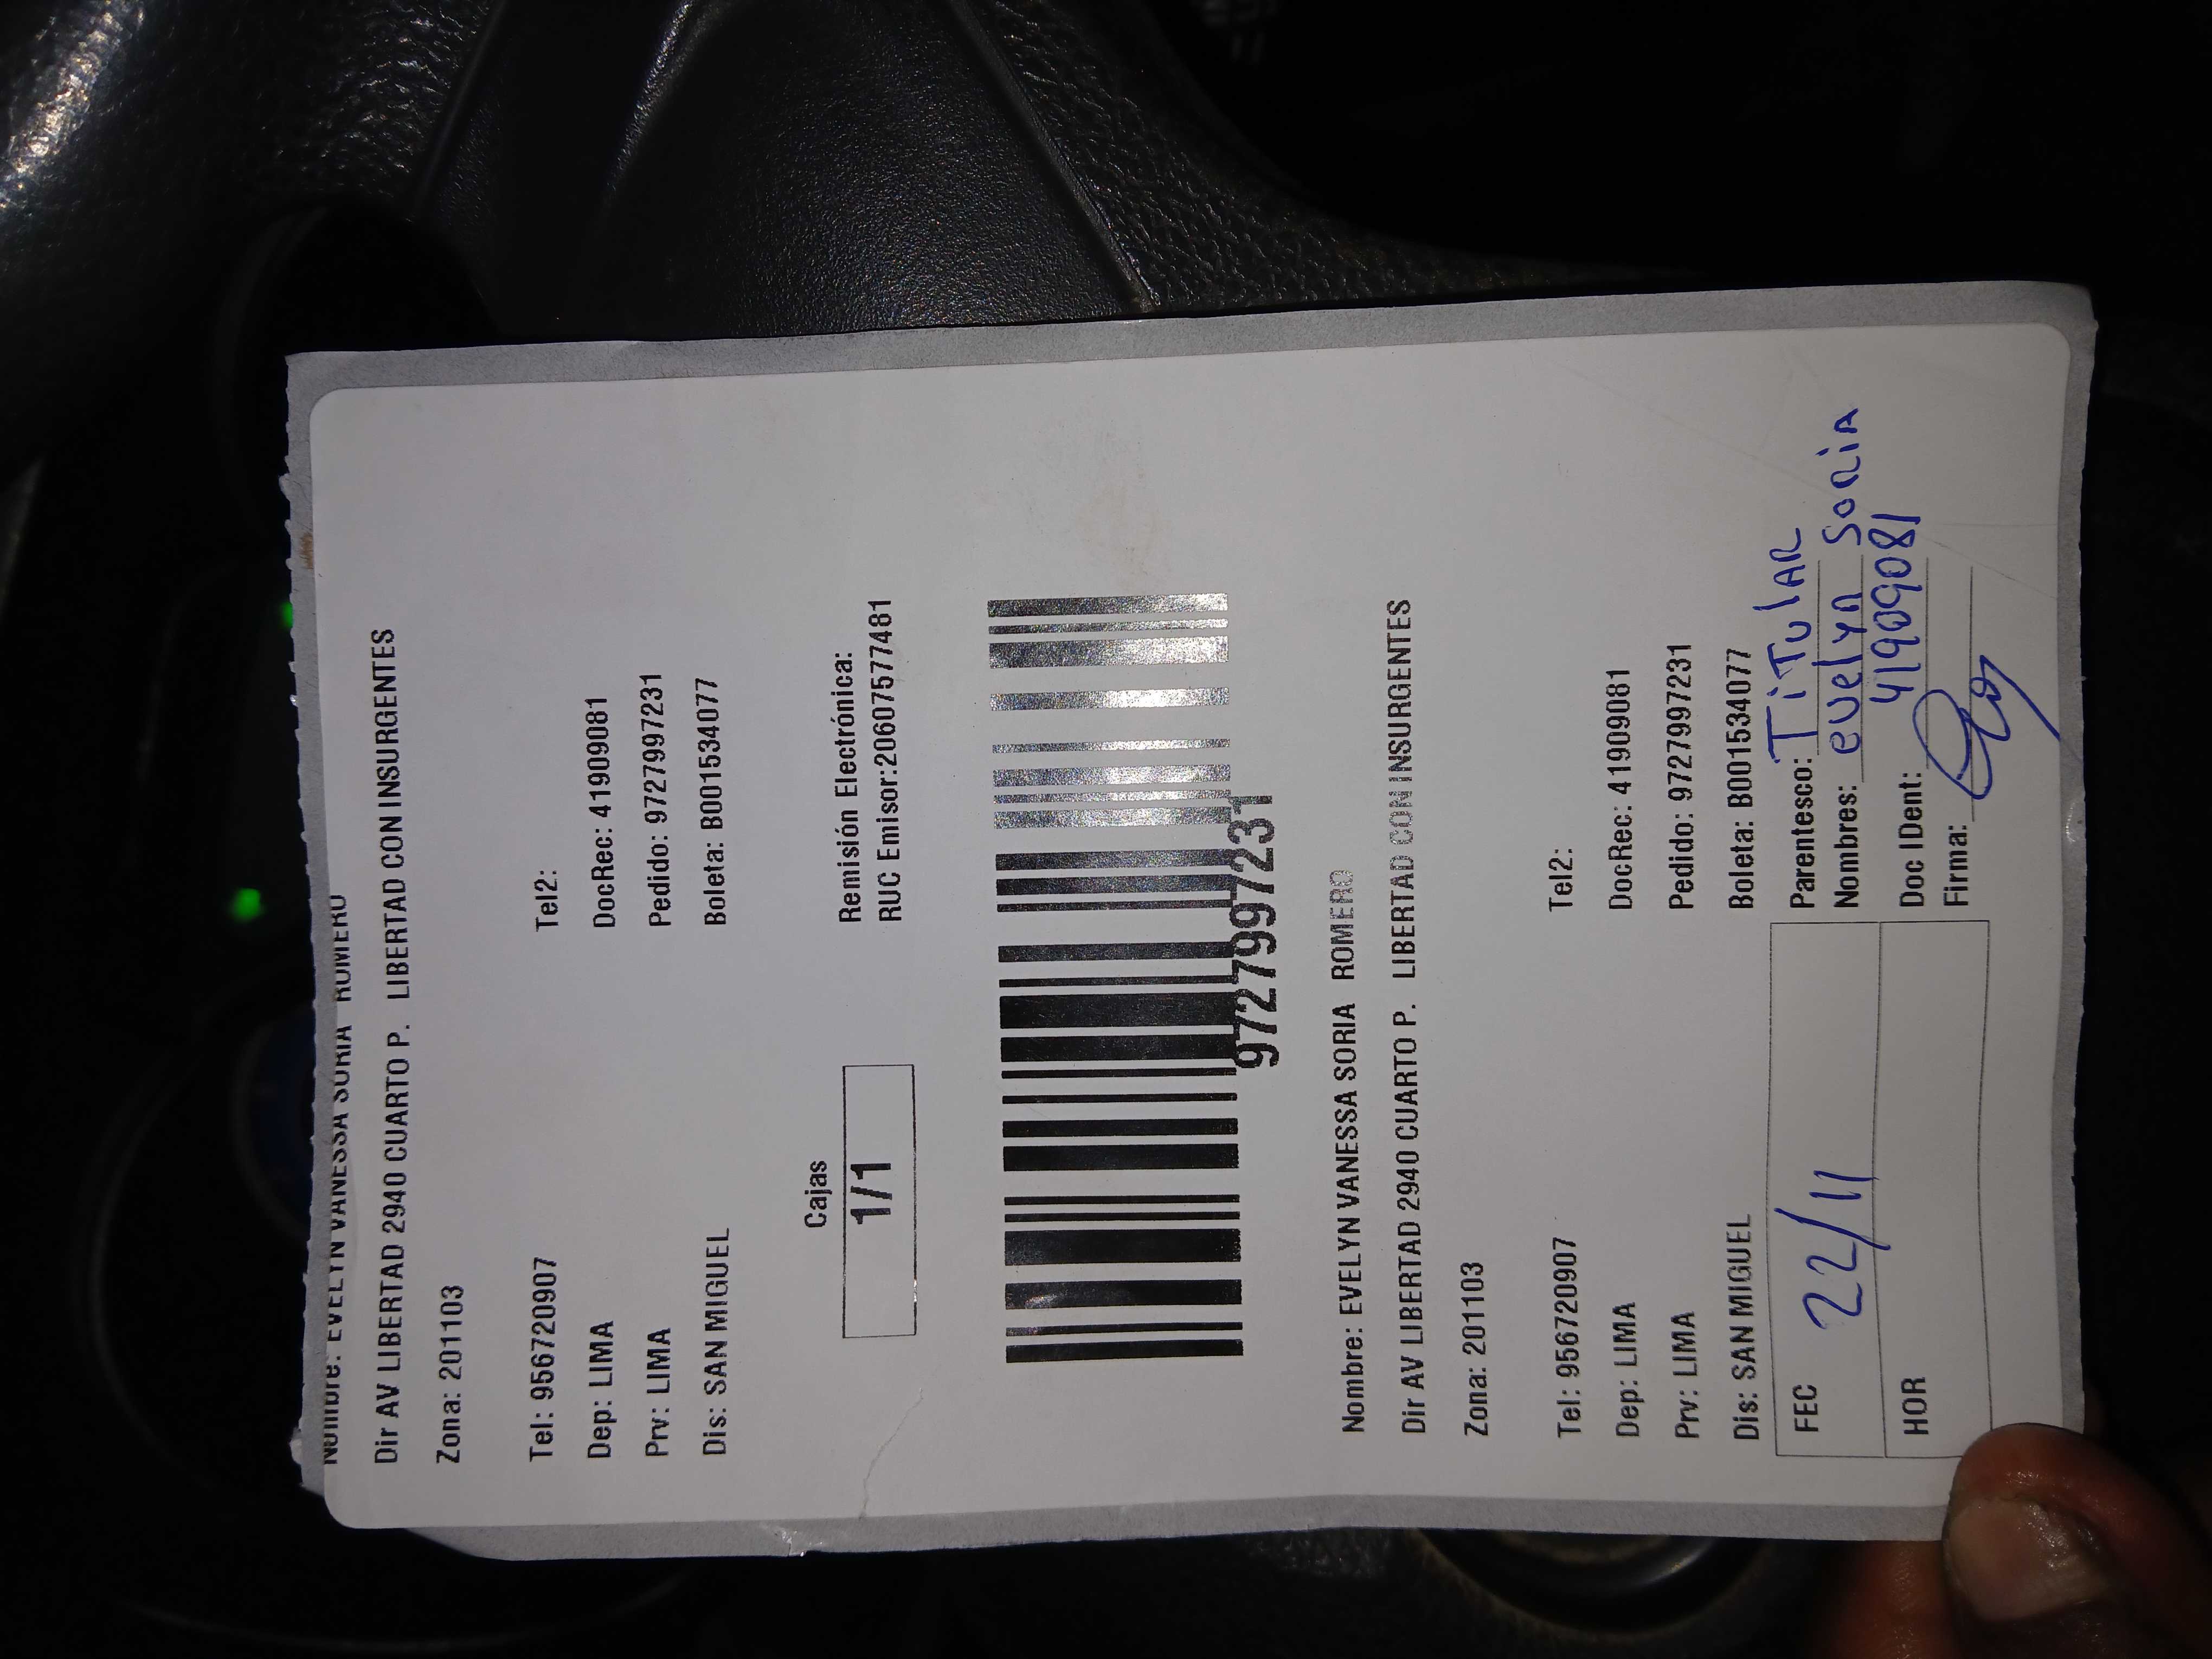 Nombre: EVELYN VANESSA SORIA ROMERO
Dir AV LIBERTAD 2940 CUARTO P. LIBERTAD CON INSURGENTES
Zona: 201103
Tel: 956720907 Tel2:
Dep: LIMA DocRec: 41909081
Prv: LIMA Pedido: 9727997231
Dis: SAN MIGUEL Boleta: B001534077
Cajas
1/1
Remisión Electrónica:
RUC Emisor:20607577481
9727997231
Nombre: EVELYN VANESSA SORIA ROMERO
Dir AV LIBERTAD 2940 CUARTO P. LIBERTAD CON INSURGENTES
Zona: 201103
Tel: 956720907 Tel2:
Dep: LIMA DocRec: 41909081
Prv: LIMA Pedido: 9727997231
Dis: SAN MIGUEL Boleta: B001534077
FEC 22/11
HOR
Parentesco: TiTulAR
Nombres: evelyn SoRiA
Doc IDent: 41909081
Firma: